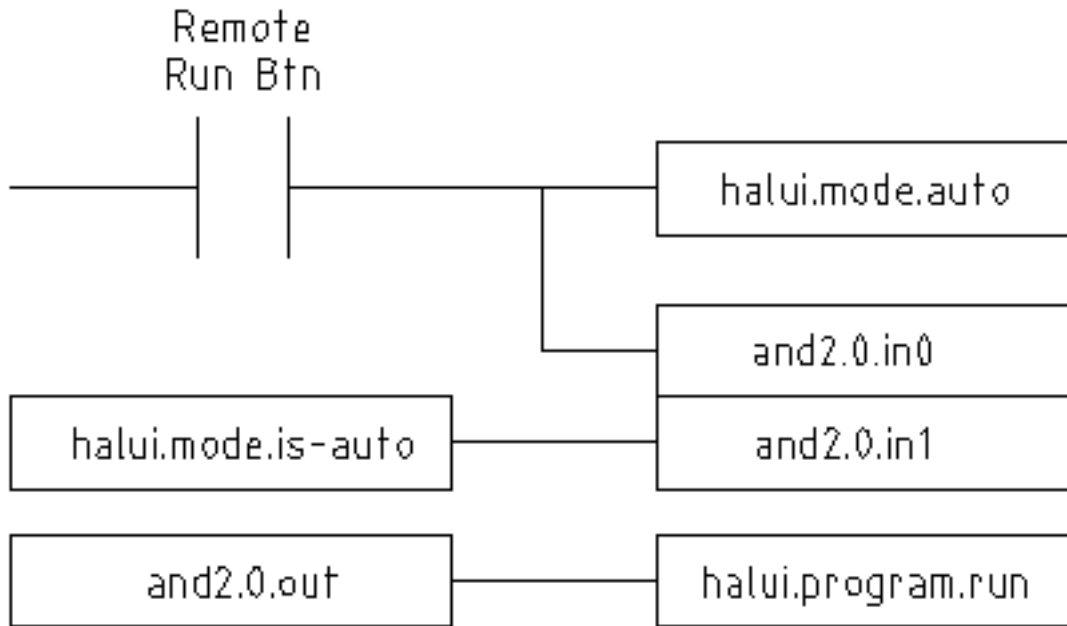 Remote
Run Btn
halui.mode.auto
and2.0.in0
halui.mode.is-auto
and2.0.in1
and2.0.out
halui.program.run